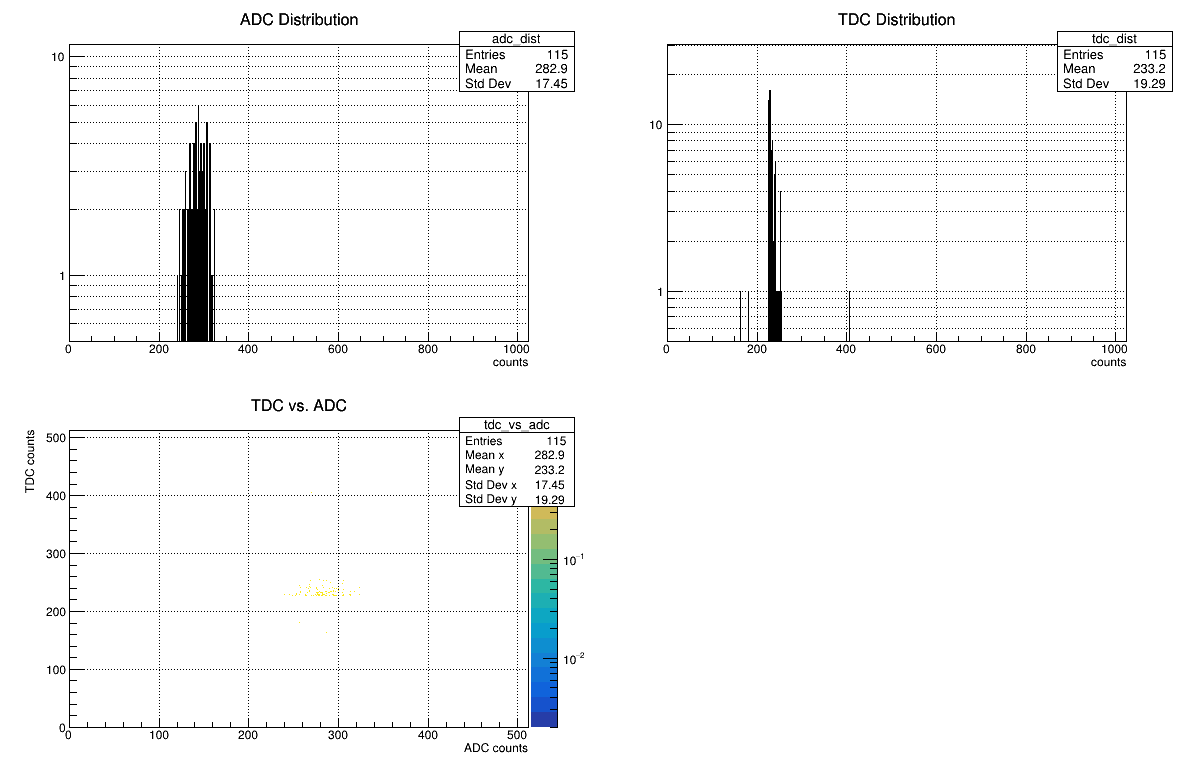 ADC Distribution
adc_dist
Entries 115
Mean 282.9
Std Dev 17.45
10
1
0 200 400 600 800 1000
counts
TDC Distribution
tdc_dist
Entries 115
Mean 233.2
Std Dev 19.29
10
1
0 200 400 600 800 1000
counts
TDC vs. ADC
tdc_vs_adc
Entries 115
Mean x 282.9
Mean y 233.2
Std Dev x 17.45
Std Dev y 19.29
TDC counts
500
400
300
200
100
0
0 100 200 300 400 500
ADC counts
10⁻¹
10⁻²